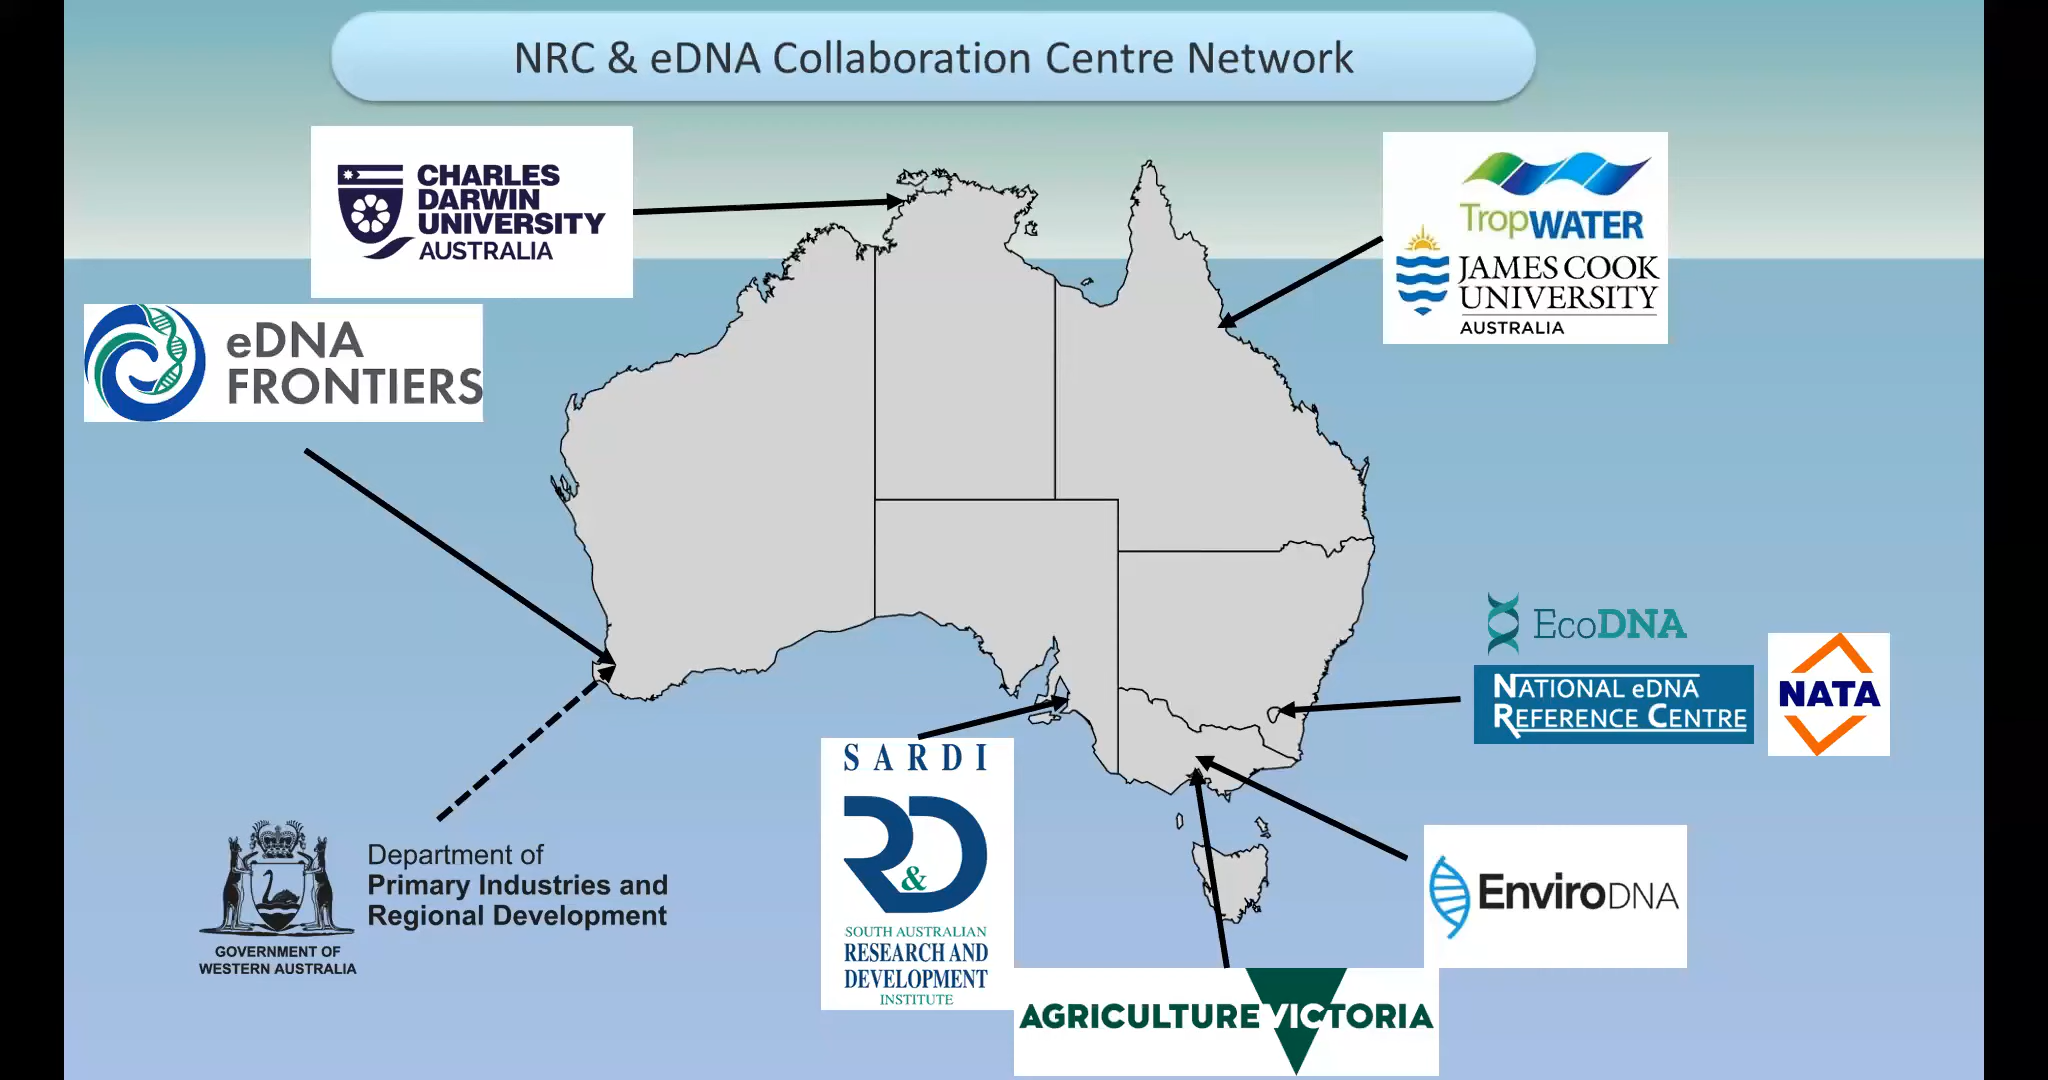 NRC & eDNA Collaboration Centre Network
CHARLES
DARWIN
UNIVERSITY
AUSTRALIA
TropWATER
JAMES COOK
UNIVERSITY
AUSTRALIA
eDNA
FRONTIERS
EcoDNA
NATIONAL eDNA
REFERENCE CENTRE
NATA
SARDI
R&D
SOUTH AUSTRALIAN
RESEARCH AND
DEVELOPMENT
INSTITUTE
Department of
Primary Industries and
Regional Development
GOVERNMENT OF
WESTERN AUSTRALIA
EnviroDNA
AGRICULTURE VICTORIA